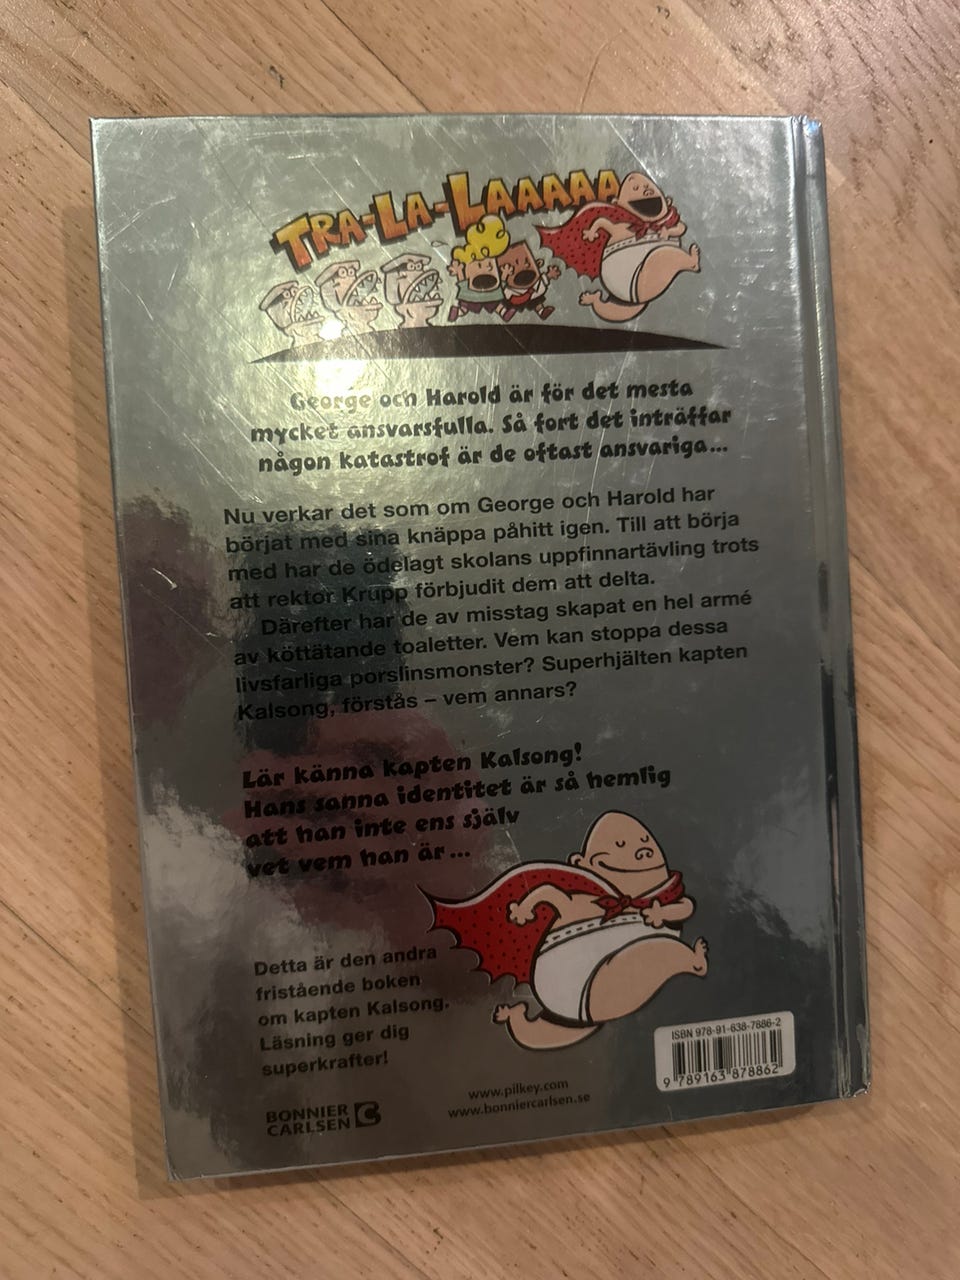 TRA-LA-LAAAAA
George och Harold är för det mesta
mycket ansvarsfulla. Så fort det inträffar
någon katastrof är de oftast ansvariga...
Nu verkar det som om George och Harold har
börjat med sina knäppa påhitt igen. Till att börja
med har de ödelagt skolans uppfinnartävling trots
att rektor Krupp förbjudit dem att delta.
Därefter har de av misstag skapat en hel armé
av köttätande toaletter. Vem kan stoppa dessa
livsfarliga porslinsmonster? Superhjälten kapten
Kalsong, förstås – vem annars?
Lär känna kapten Kalsong!
Hans sanna identitet är så hemlig
att han inte ens själv
vet vem han är...
Detta är den andra
fristående boken
om kapten Kalsong.
Läsning ger dig
superkrafter!
ISBN 978-91-638-7886-2
9 789163 878862
www.pilkey.com
www.bonniercarlsen.se
BONNIER
CARLSEN